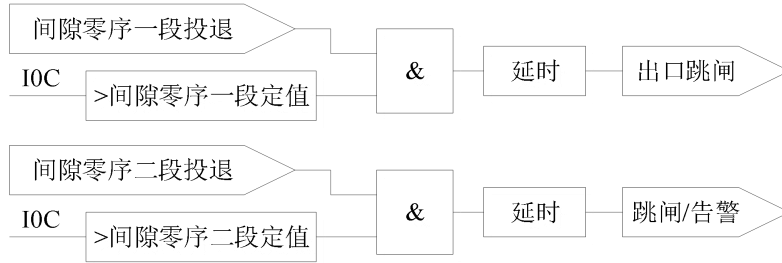 间隙零序一段投退
I0C
>间隙零序一段定值
&
延时
出口跳闸
间隙零序二段投退
I0C
>间隙零序二段定值
&
延时
跳闸/告警